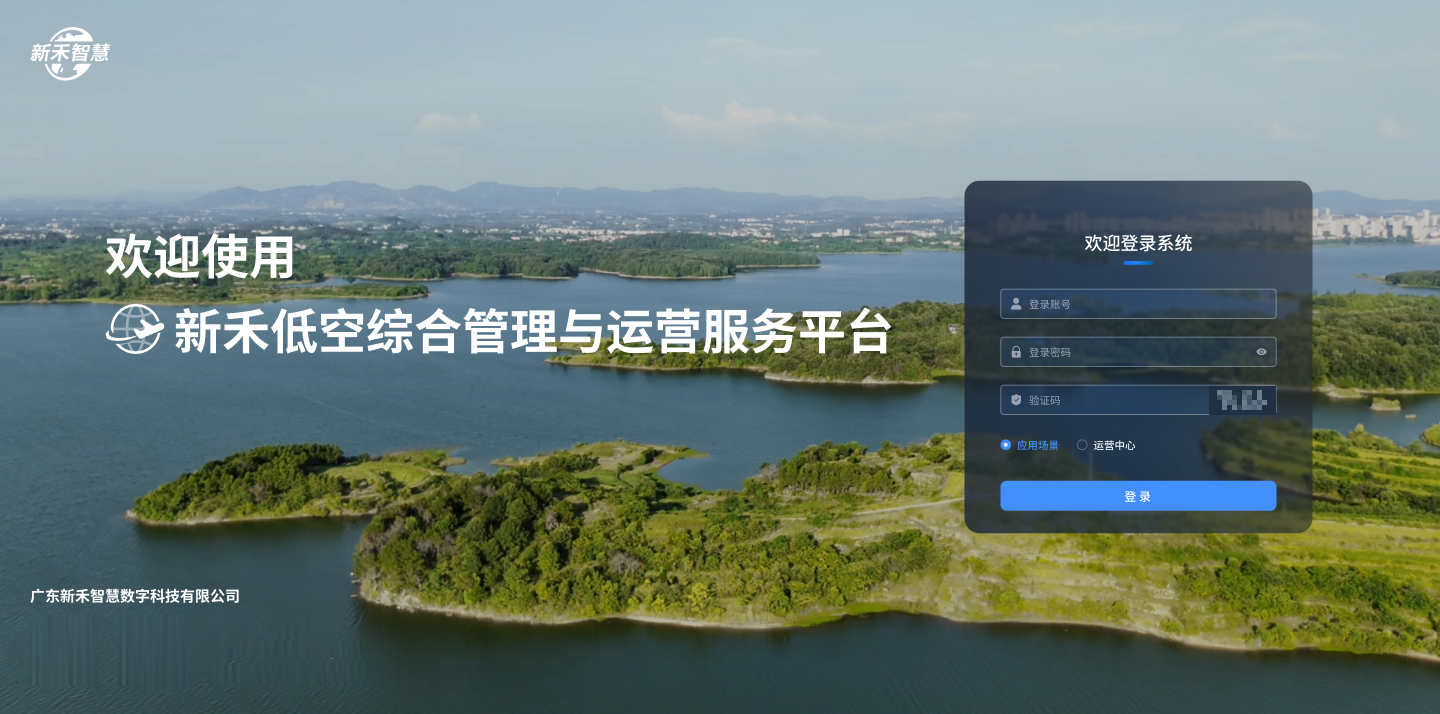 新禾智慧
欢迎使用
新禾低空综合管理与运营服务平台
欢迎登录系统
登录账号
登录密码
验证码
应用场景
运营中心
登 录
广东新禾智慧数字科技有限公司